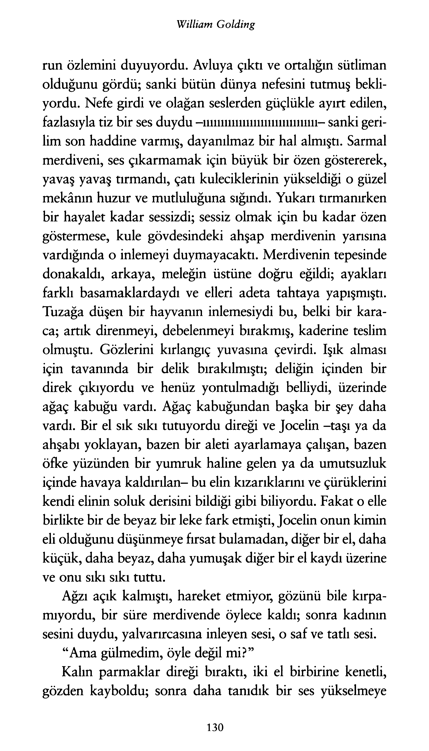 William Golding
run özlemini duyuyordu. Avluya çıktı ve ortalığın sütliman
olduğunu gördü; sanki bütün dünya nefesini tutmuş bekli-
yordu. Nefe girdi ve olağan seslerden güçlükle ayırt edilen,
fazlasıyla tiz bir ses duydu –ıııııııııııııııııııııııııııııııı– sanki geri-
lim son haddine varmış, dayanılmaz bir hal almıştı. Sarmal
merdiveni, ses çıkarmamak için büyük bir özen göstererek,
yavaş yavaş tırmandı, çatı kuleciklerinin yükseldiği o güzel
mekânın huzur ve mutluluğuna sığındı. Yukarı tırmanırken
bir hayalet kadar sessizdi; sessiz olmak için bu kadar özen
göstermese, kule gövdesindeki ahşap merdivenin yarısına
vardığında o inlemeyi duymayacaktı. Merdivenin tepesinde
donakaldı, arkaya, meleğin üstüne doğru eğildi; ayakları
farklı basamaklardaydı ve elleri adeta tahtaya yapışmıştı.
Tuzağa düşen bir hayvanın inlemesiydi bu, belki bir kara-
ca; artık direnmeyi, debelenmeyi bırakmış, kaderine teslim
olmuştu. Gözlerini kırlangıç yuvasına çevirdi. Işık alması
için tavanında bir delik bırakılmıştı; deliğin içinden bir
direk çıkıyordu ve henüz yontulmadığı belliydi, üzerinde
ağaç kabuğu vardı. Ağaç kabuğundan başka bir şey daha
vardı. Bir el sık sıkı tutuyordu direği ve Jocelin –taşı ya da
ahşabı yoklayan, bazen bir aleti ayarlamaya çalışan, bazen
öfke yüzünden bir yumruk haline gelen ya da umutsuzluk
içinde havaya kaldırılan– bu elin kızarıklarını ve çürüklerini
kendi elinin soluk derisini bildiği gibi biliyordu. Fakat o elle
birlikte bir de beyaz bir leke fark etmişti, Jocelin onun kimin
eli olduğunu düşünmeye fırsat bulamadan, diğer bir el, daha
küçük, daha beyaz, daha yumuşak diğer bir el kaydı üzerine
ve onu sıkı sıkı tuttu.
Ağzı açık kalmıştı, hareket etmiyor, gözünü bile kırpa-
mıyordu, bir süre merdivende öylece kaldı; sonra kadının
sesini duydu, yalvarırcasına inleyen sesi, o saf ve tatlı sesi.
“Ama gülmedim, öyle değil mi?”
Kalın parmaklar direği bıraktı, iki el birbirine kenetli,
gözden kayboldu; sonra daha tanıdık bir ses yükselmeye
130